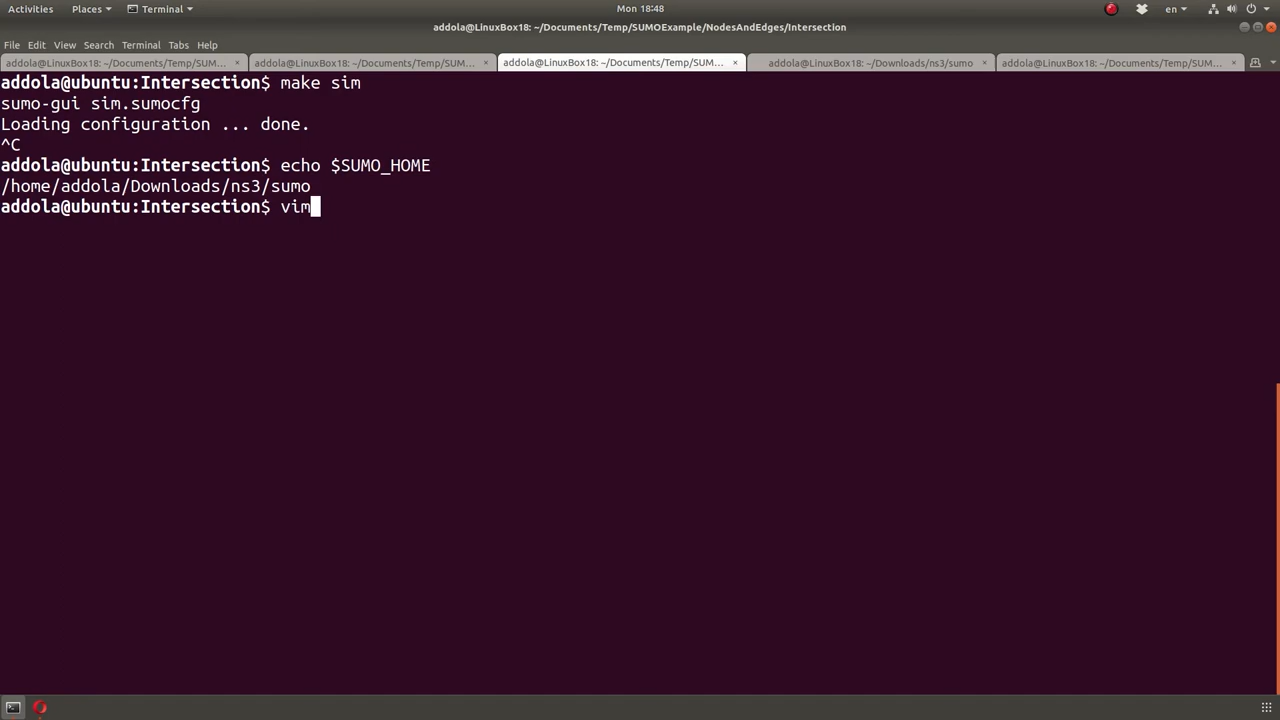 Activities Places Terminal Mon 18:48 en
addola@LinuxBox18: ~/Documents/Temp/SUMOExample/NodesAndEdges/Intersection
File Edit View Search Terminal Tabs Help
addola@LinuxBox18: ~/Documents/Temp/SUM... × addola@LinuxBox18: ~/Documents/Temp/SUM... × addola@LinuxBox18: ~/Documents/Temp/SUM... × addola@LinuxBox18: ~/Downloads/ns3/sumo × addola@LinuxBox18: ~/Documents/Temp/SUM... ×
addola@ubuntu:Intersection$ make sim
sumo-gui sim.sumocfg
Loading configuration ... done.
^C
addola@ubuntu:Intersection$ echo $SUMO_HOME
/home/addola/Downloads/ns3/sumo
addola@ubuntu:Intersection$ vim